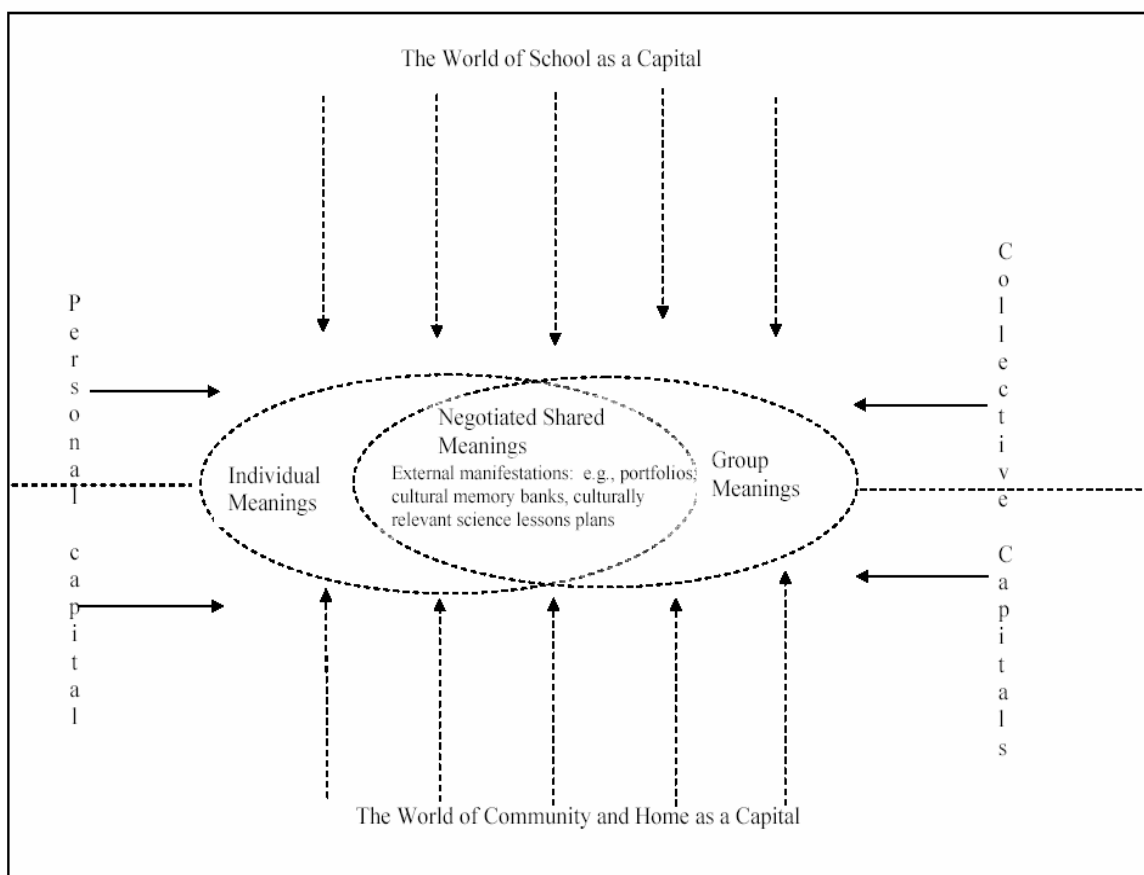 The World of School as a Capital
Personal capital
Individual
Meanings
Negotiated Shared
Meanings
External manifestations: e.g., portfolios;
cultural memory banks, culturally
relevant science lessons plans
Group
Meanings
Collective Capitals
The World of Community and Home as a Capital